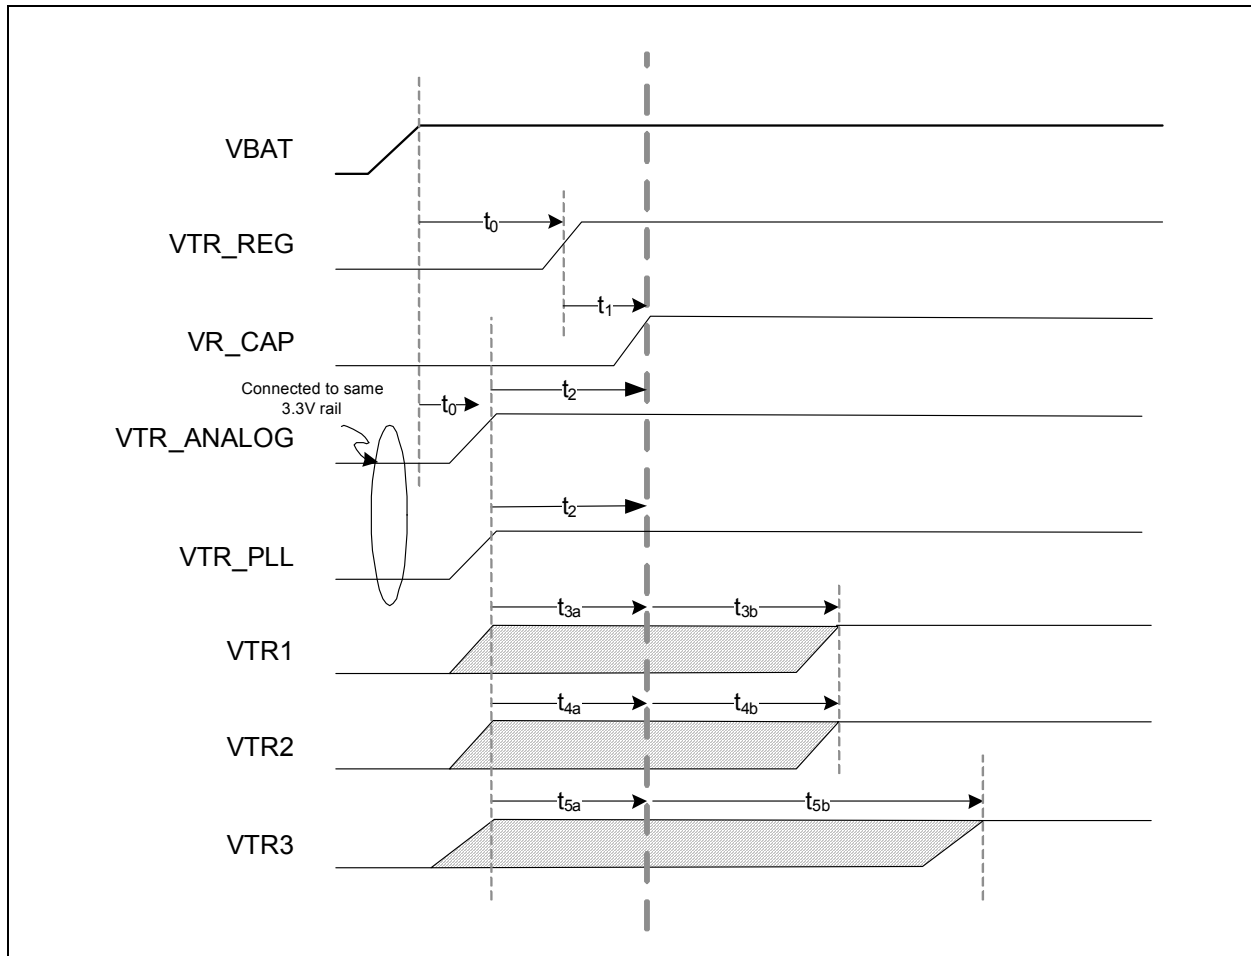 VBAT
t0
VTR_REG
t1
VR_CAP
Connected to same
3.3V rail
t2
t0
VTR_ANALOG
t2
VTR_PLL
t3a t3b
VTR1
t4a t4b
VTR2
t5a t5b
VTR3